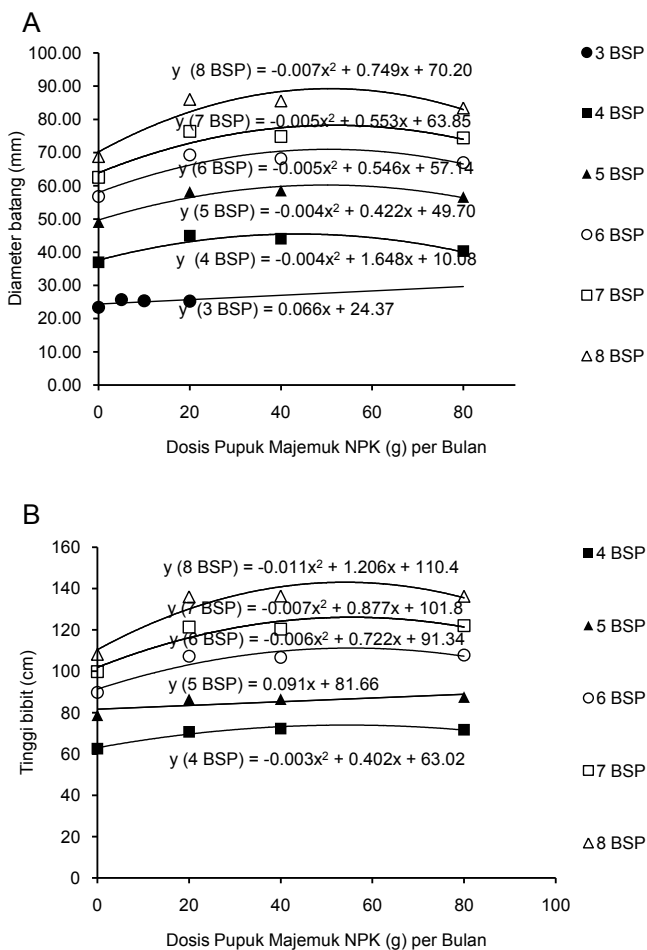 A
100.00
90.00
80.00
70.00
60.00
50.00
40.00
30.00
20.00
10.00
0.00
Diameter batang (mm)
y (8 BSP) = -0.007x² + 0.749x + 70.20
y (7 BSP) = -0.005x² + 0.553x + 63.85
y (6 BSP) = -0.005x² + 0.546x + 57.14
y (5 BSP) = -0.004x² + 0.422x + 49.70
y (4 BSP) = -0.004x² + 1.648x + 10.08
y (3 BSP) = 0.066x + 24.37
0 20 40 60 80
Dosis Pupuk Majemuk NPK (g) per Bulan
3 BSP
4 BSP
5 BSP
6 BSP
7 BSP
8 BSP
B
160
140
120
100
80
60
40
20
0
Tinggi bibit (cm)
y (8 BSP) = -0.011x² + 1.206x + 110.4
y (7 BSP) = -0.007x² + 0.877x + 101.8
y (6 BSP) = -0.006x² + 0.722x + 91.34
y (5 BSP) = 0.091x + 81.66
y (4 BSP) = -0.003x² + 0.402x + 63.02
0 20 40 60 80 100
Dosis Pupuk Majemuk NPK (g) per Bulan
4 BSP
5 BSP
6 BSP
7 BSP
8 BSP